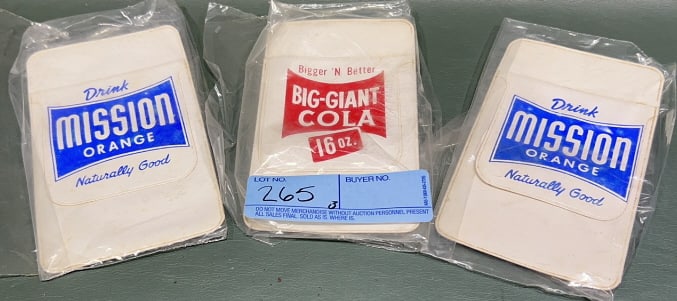 Drink
MISSION
ORANGE
Naturally Good
Bigger 'N Better
BIG-GIANT
COLA
16 oz.
LOT NO.
265
BUYER NO.
DO NOT MOVE MERCHANDISE WITHOUT AUCTION PERSONNEL PRESENT
ALL SALES FINAL. SOLD AS IS, WHERE IS.
Drink
MISSION
ORANGE
Naturally Good